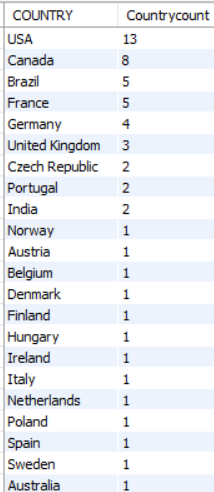 COUNTRY Countrycount
USA 13
Canada 8
Brazil 5
France 5
Germany 4
United Kingdom 3
Czech Republic 2
Portugal 2
India 2
Norway 1
Austria 1
Belgium 1
Denmark 1
Finland 1
Hungary 1
Ireland 1
Italy 1
Netherlands 1
Poland 1
Spain 1
Sweden 1
Australia 1